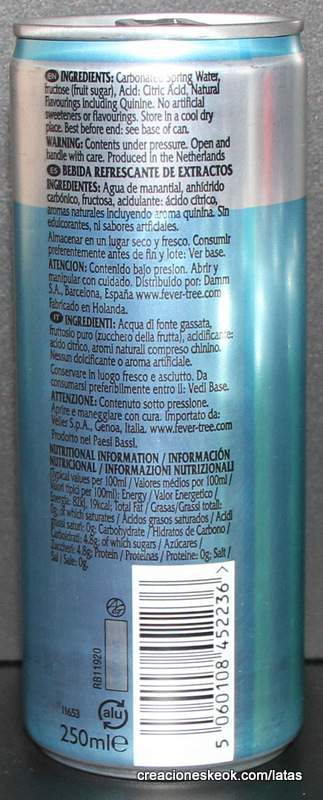 EN INGREDIENTS: Carbonated Spring Water,
fructose (fruit sugar), Acid: Citric Acid, Natural
Flavourings including Quinine. No artificial
sweeteners or flavourings. Store in a cool dry
place. Best before end: see base of can.
WARNING: Contents under pressure. Open and
handle with care. Produced in the Netherlands
ES BEBIDA REFRESCANTE DE EXTRACTOS
INGREDIENTES: Agua de manantial, anhídrido
carbónico, fructosa, acidulante: ácido cítrico,
aromas naturales incluyendo aroma quinina. Sin
edulcorantes, ni sabores artificiales.
Almacenar en un lugar seco y fresco. Consumir
preferentemente antes de fin y lote: Ver base.
ATENCION: Contenido bajo presion. Abrir y
manipular con cuidado. Distribuido por: Damm
S.A., Barcelona, España www.fever-tree.com
Fabricado en Holanda.
IT INGREDIENTI: Acqua di fonte gassata,
fruttosio puro (zucchero della frutta), acidificante:
acido citrico, aromi naturali compreso chinino.
Nessun dolcificante o aroma artificiale.
Conservare in luogo fresco e asciutto. Da
consumarsi preferibilmente entro il: Vedi Base.
ATTENZIONE: Contenuto sotto pressione.
Aprire e maneggiare con cura. Importato da:
Velier S.p.A., Genoa, Italia. www.fever-tree.com
Prodotto nel Paesi Bassi.
NUTRITIONAL INFORMATION / INFORMACIÓN
NUTRICIONAL / INFORMAZIONI NUTRIZIONALI
(typical values per 100ml / Valores médios por 100ml /
Valori tipici per 100ml): Energy / Valor Energetico /
Energie: 82kJ, 19kcal; Total Fat / Grasas/Grassi totali:
0g, of which saturates / Ácidos grasos saturados / Acidi
grassi saturi: 0g; Carbohydrate / Hidratos de Carbono /
Carboidrati: 4.8g; of which sugars / Azúcares /
Zuccheri: 4.8g; Protein / Proteínas / Proteine: 0g; Salt /
Sal / Sale: 0g.
RB11920
11653
alu
250ml℮
5 060108 452236 >
creacioneskeok.com/latas